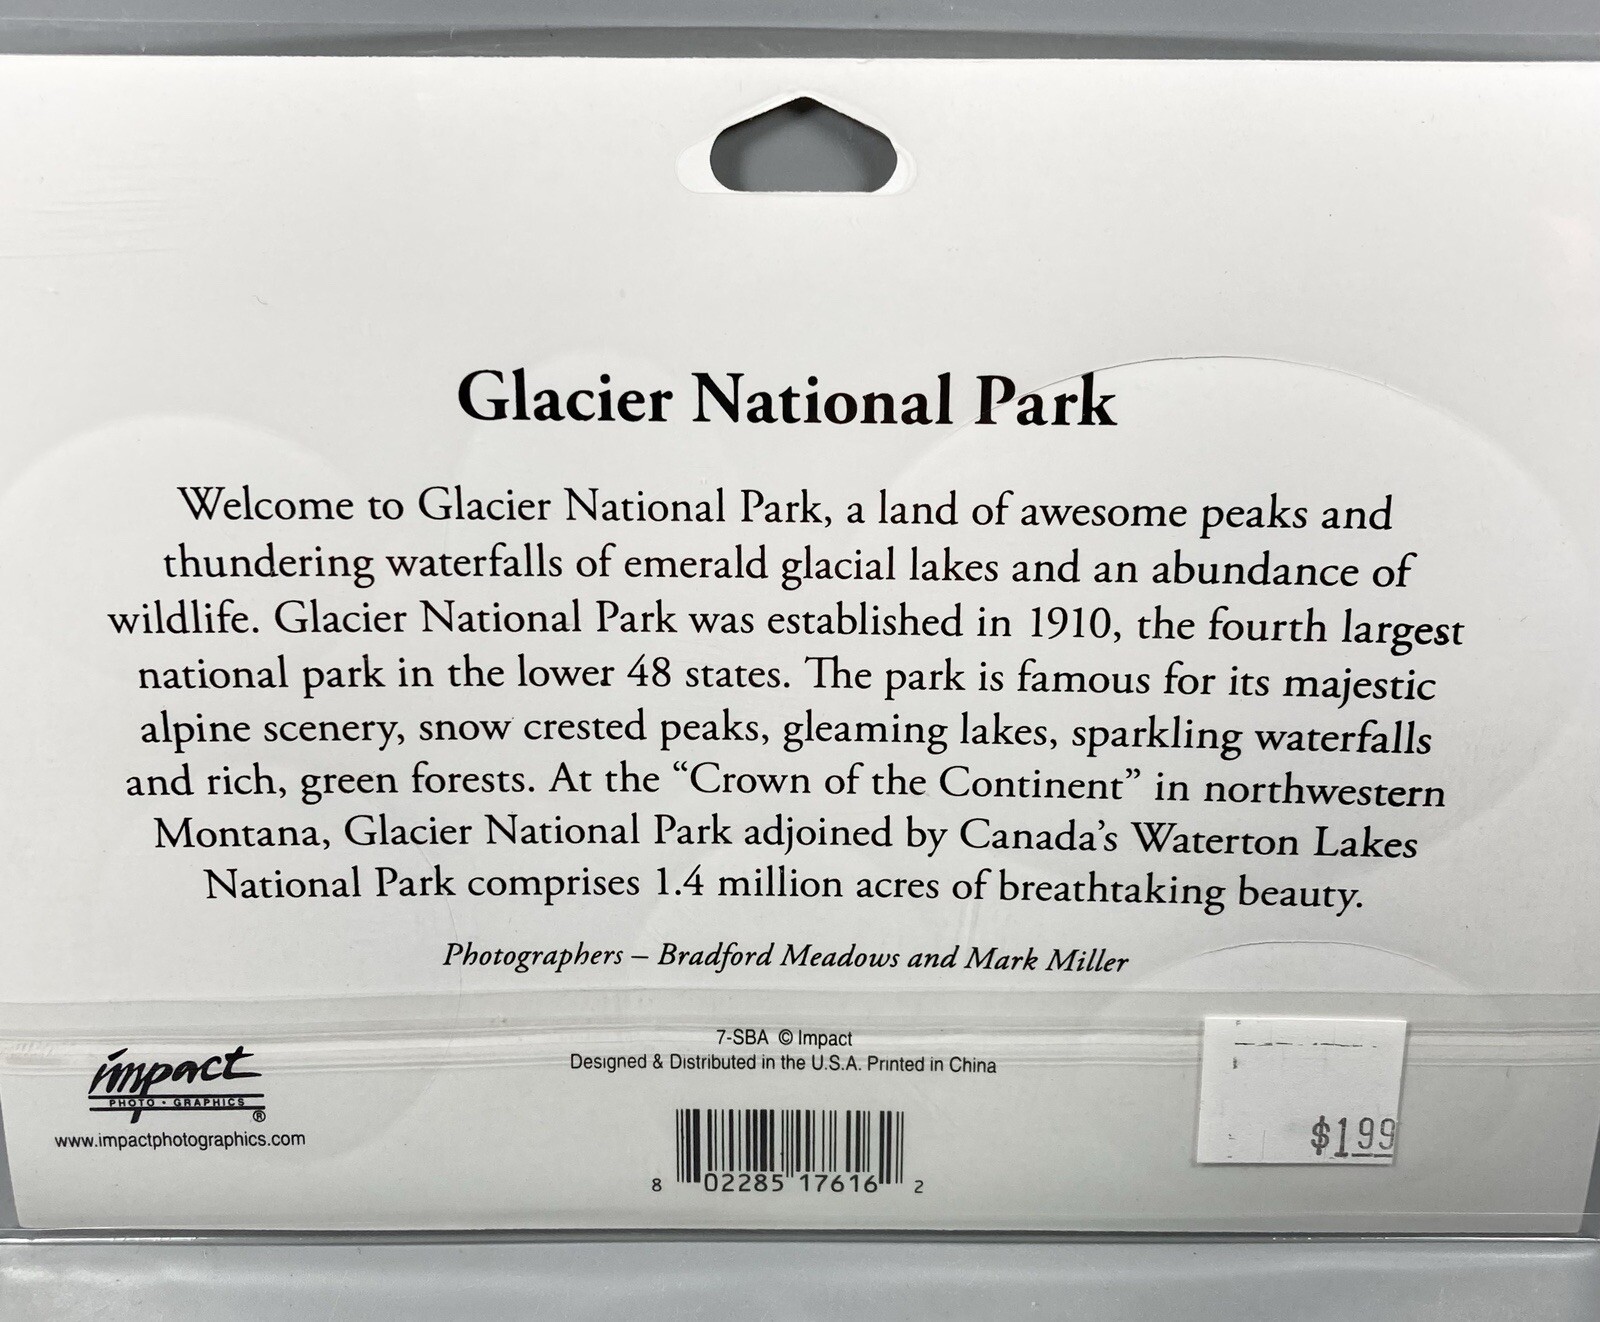 Glacier National Park
Welcome to Glacier National Park, a land of awesome peaks and
thundering waterfalls of emerald glacial lakes and an abundance of
wildlife. Glacier National Park was established in 1910, the fourth largest
national park in the lower 48 states. The park is famous for its majestic
alpine scenery, snow crested peaks, gleaming lakes, sparkling waterfalls
and rich, green forests. At the “Crown of the Continent” in northwestern
Montana, Glacier National Park adjoined by Canada’s Waterton Lakes
National Park comprises 1.4 million acres of breathtaking beauty.
Photographers – Bradford Meadows and Mark Miller
7-SBA © Impact
Designed & Distributed in the U.S.A. Printed in China
impact
PHOTO • GRAPHICS ®
www.impactphotographics.com
8 02285 17616 2
$1.99